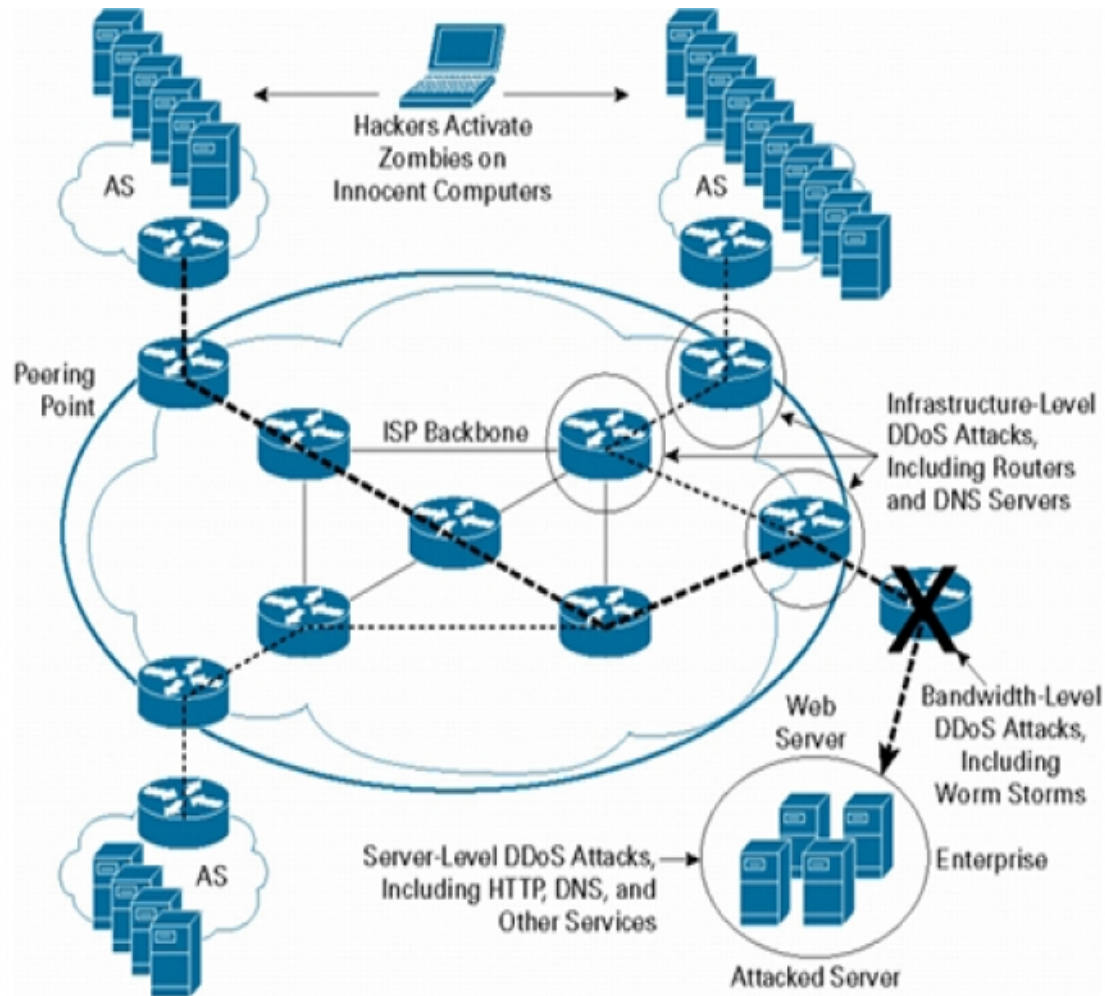 Hackers Activate
Zombies on
Innocent Computers
AS
AS
Peering
Point
ISP Backbone
Infrastructure-Level
DDoS Attacks,
Including Routers
and DNS Servers
X
Bandwidth-Level
DDoS Attacks,
Including
Worm Storms
Web
Server
AS
Server-Level DDoS Attacks,
Including HTTP, DNS, and
Other Services
Enterprise
Attacked Server